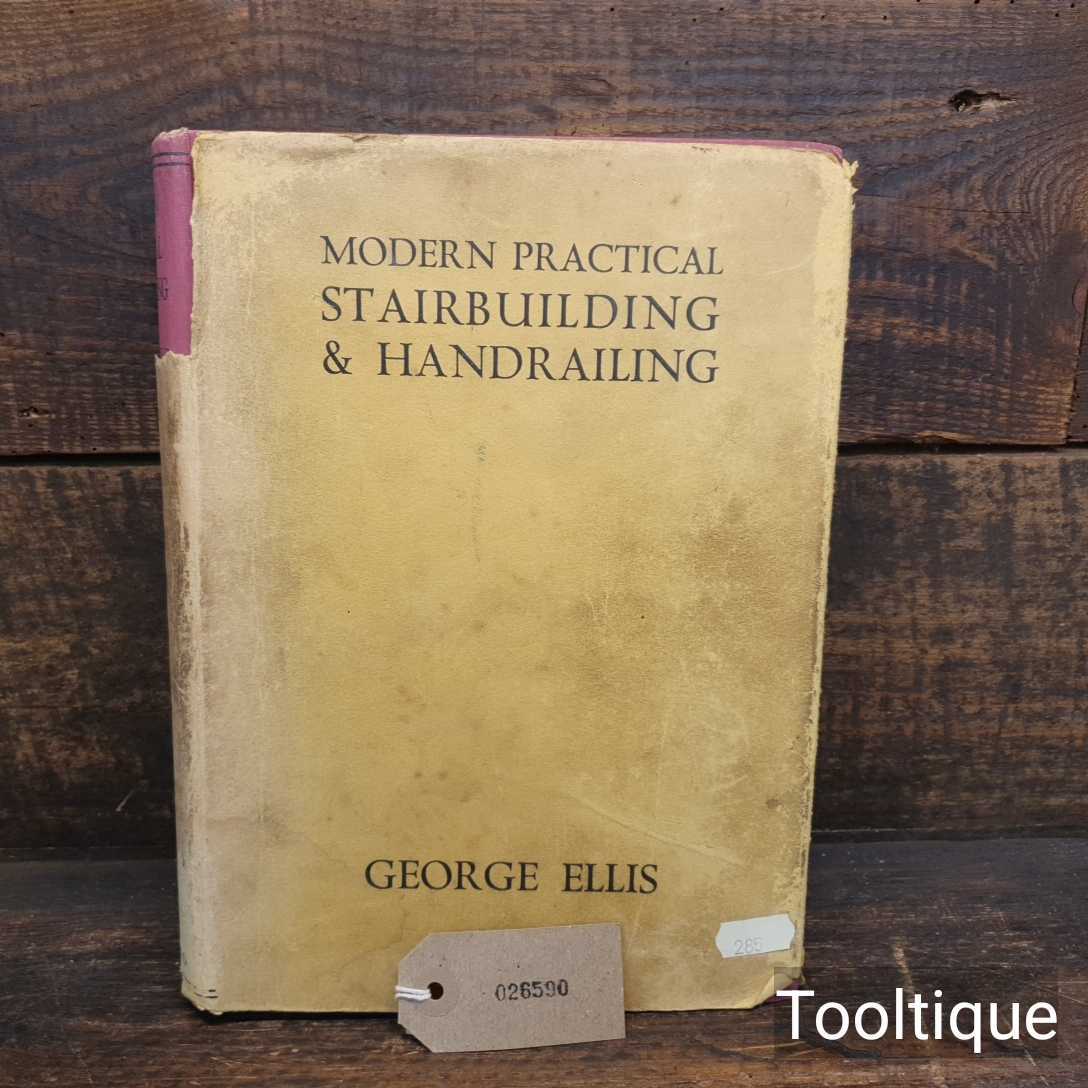 MODERN PRACTICAL
STAIRBUILDING
& HANDRAILING
GEORGE ELLIS
285
026590
Tooltique